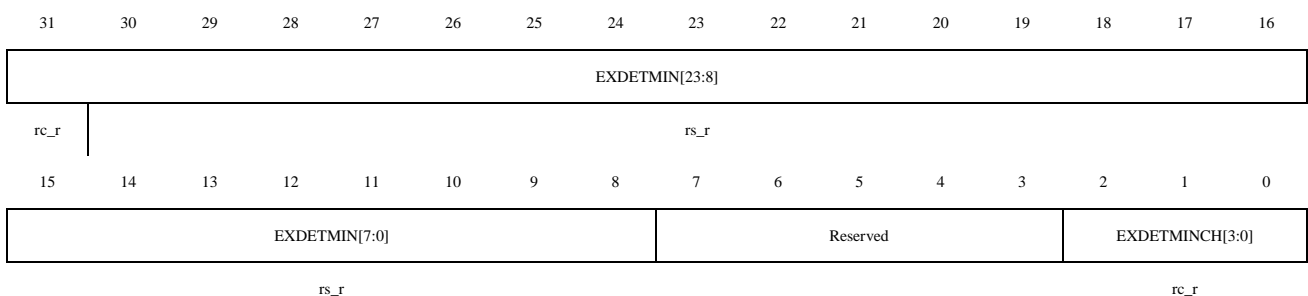 31 30 29 28 27 26 25 24 23 22 21 20 19 18 17 16
EXDETMIN[23:8]
rc_r rs_r
15 14 13 12 11 10 9 8 7 6 5 4 3 2 1 0
EXDETMIN[7:0] Reserved EXDETMINCH[3:0]
rs_r rc_r